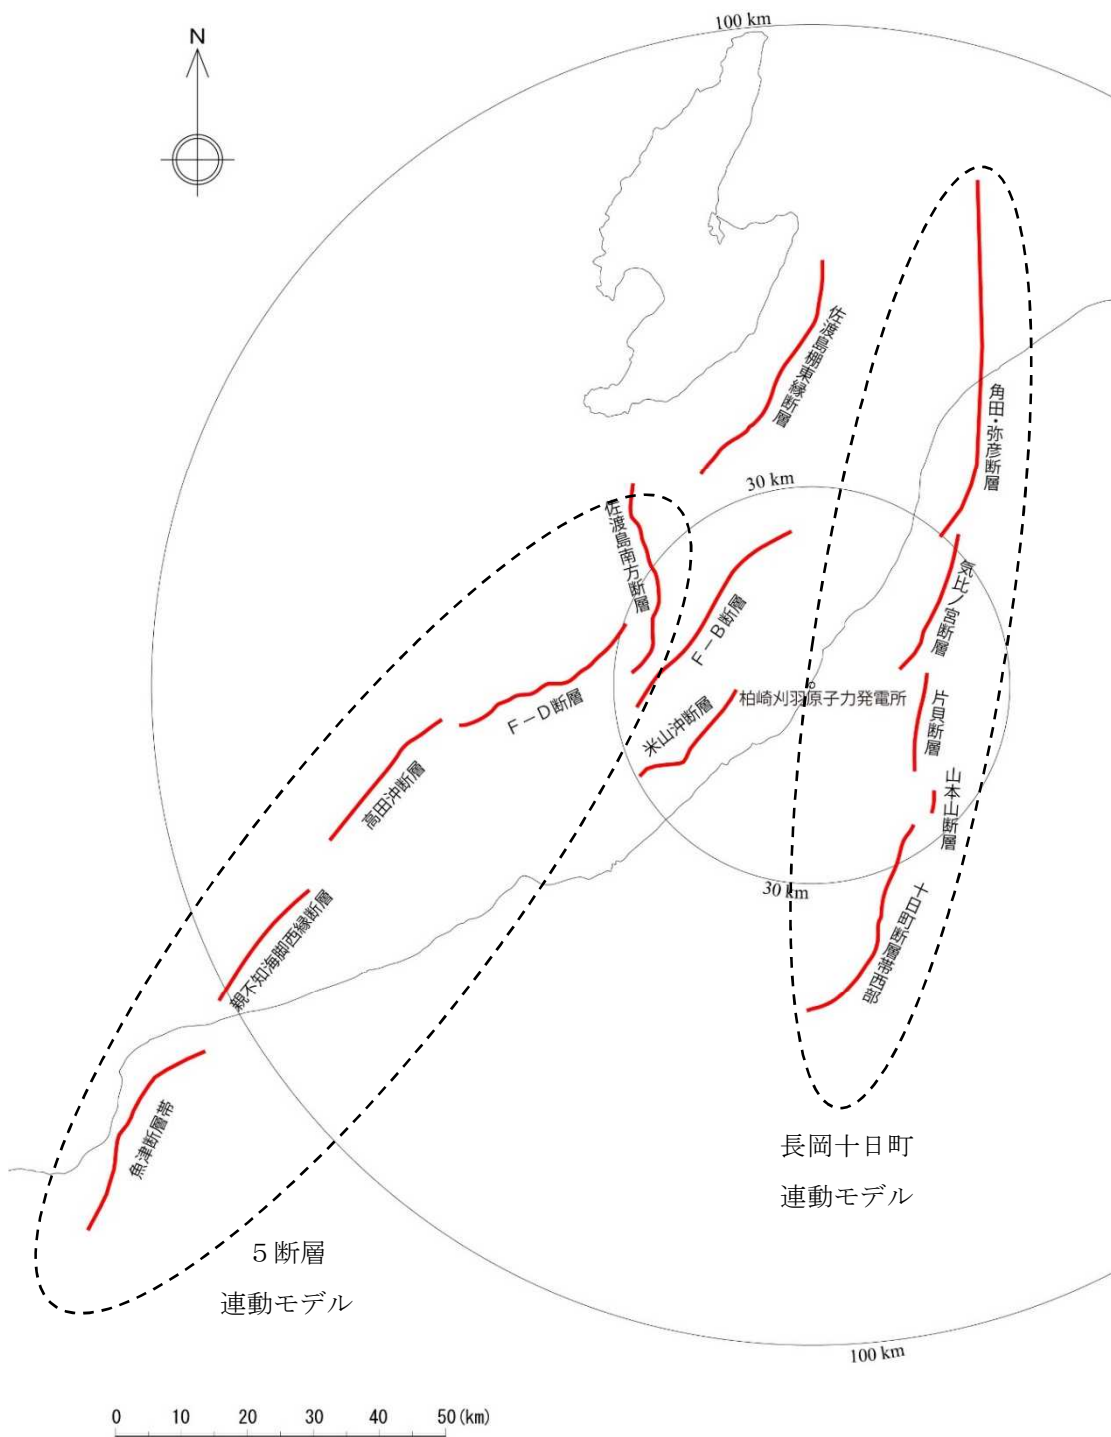 100 km
N
佐渡島棚東縁断層
角田・弥彦断層
30 km
佐渡島南方断層
気比ノ宮断層
F－B断層
柏崎刈羽原子力発電所
片貝断層
F－D断層
米山沖断層
山本山断層
高田沖断層
30 km
十日町断層帯西部
親不知海脚西縁断層
魚津断層帯
長岡十日町
連動モデル
５断層
連動モデル
100 km
0 10 20 30 40 50(km)